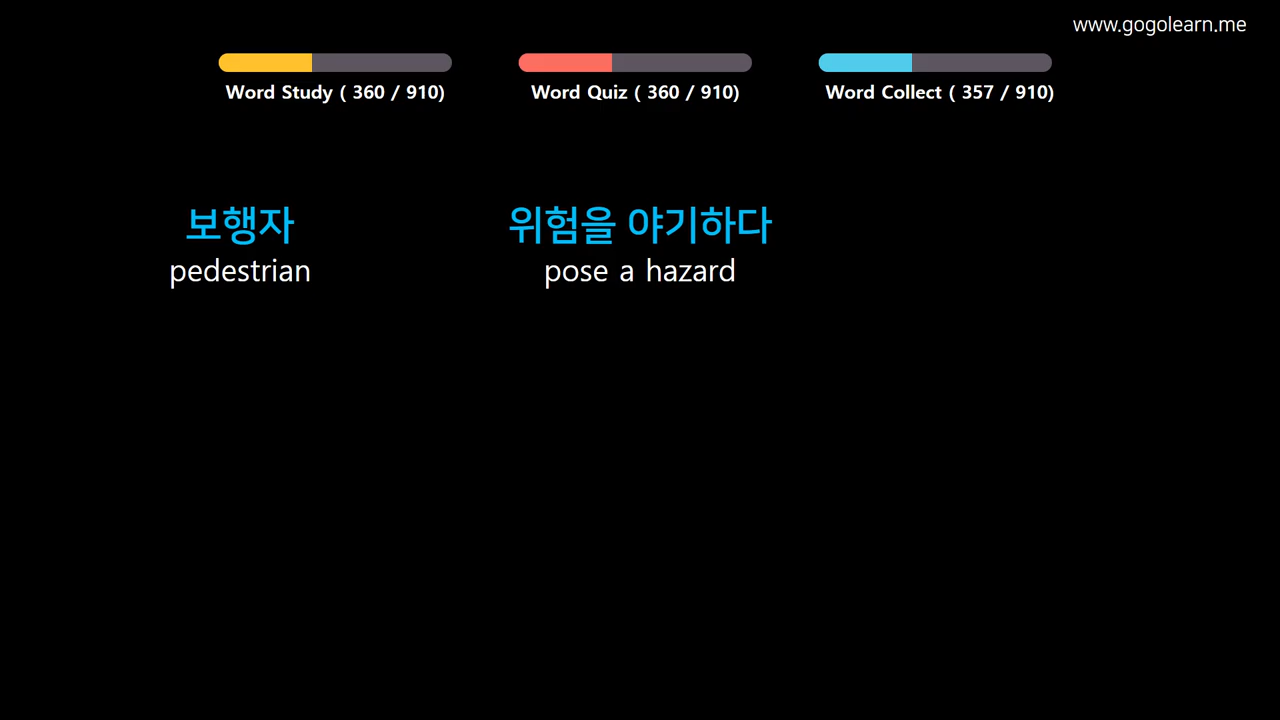 www.gogolearn.me
Word Study ( 360 / 910)
Word Quiz ( 360 / 910)
Word Collect ( 357 / 910)
보행자
pedestrian
위험을 야기하다
pose a hazard